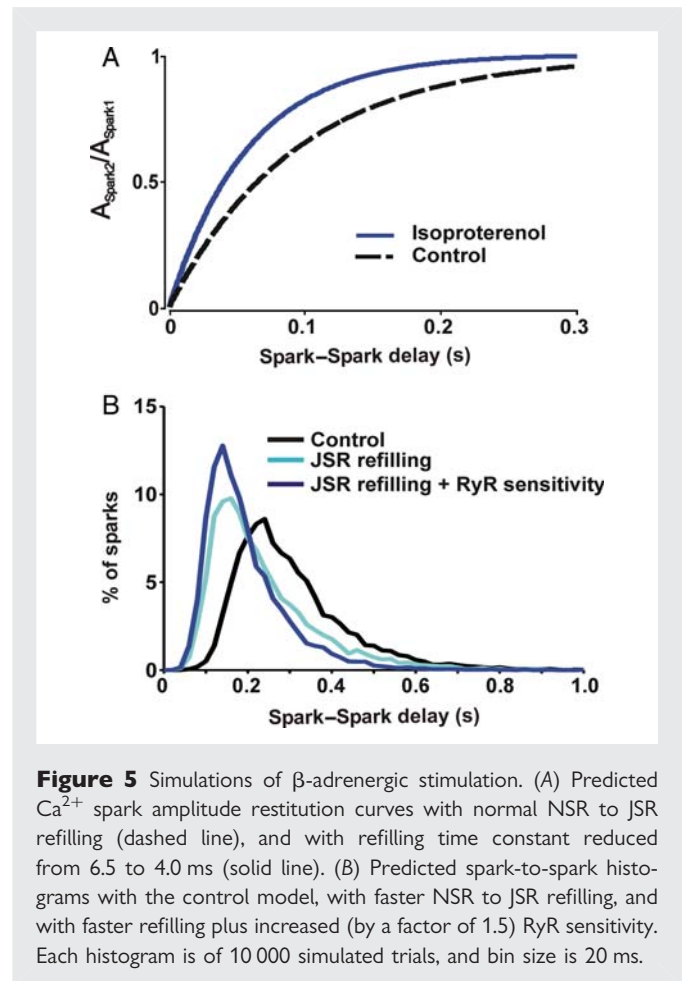 A
1
0.5
0
A_Spark2/A_Spark1
Isoproterenol
Control
0 0.1 0.2 0.3
Spark–Spark delay (s)
B
15
10
5
0
% of sparks
Control
JSR refilling
JSR refilling + RyR sensitivity
0 0.2 0.4 0.6 0.8 1.0
Spark–Spark delay (s)
Figure 5 Simulations of β-adrenergic stimulation. (A) Predicted
Ca²⁺ spark amplitude restitution curves with normal NSR to JSR
refilling (dashed line), and with refilling time constant reduced
from 6.5 to 4.0 ms (solid line). (B) Predicted spark-to-spark histo-
grams with the control model, with faster NSR to JSR refilling, and
with faster refilling plus increased (by a factor of 1.5) RyR sensitivity.
Each histogram is of 10 000 simulated trials, and bin size is 20 ms.